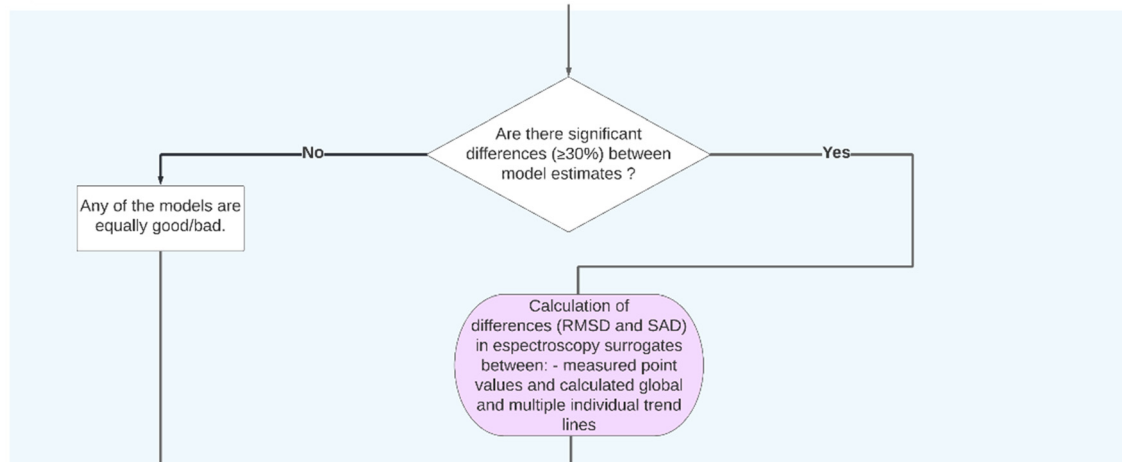 Are there significant
differences (≥30%) between
model estimates ?
No
Yes
Any of the models are
equally good/bad.
Calculation of
differences (RMSD and SAD)
in espectroscopy surrogates
between: - measured point
values and calculated global
and multiple individual trend
lines